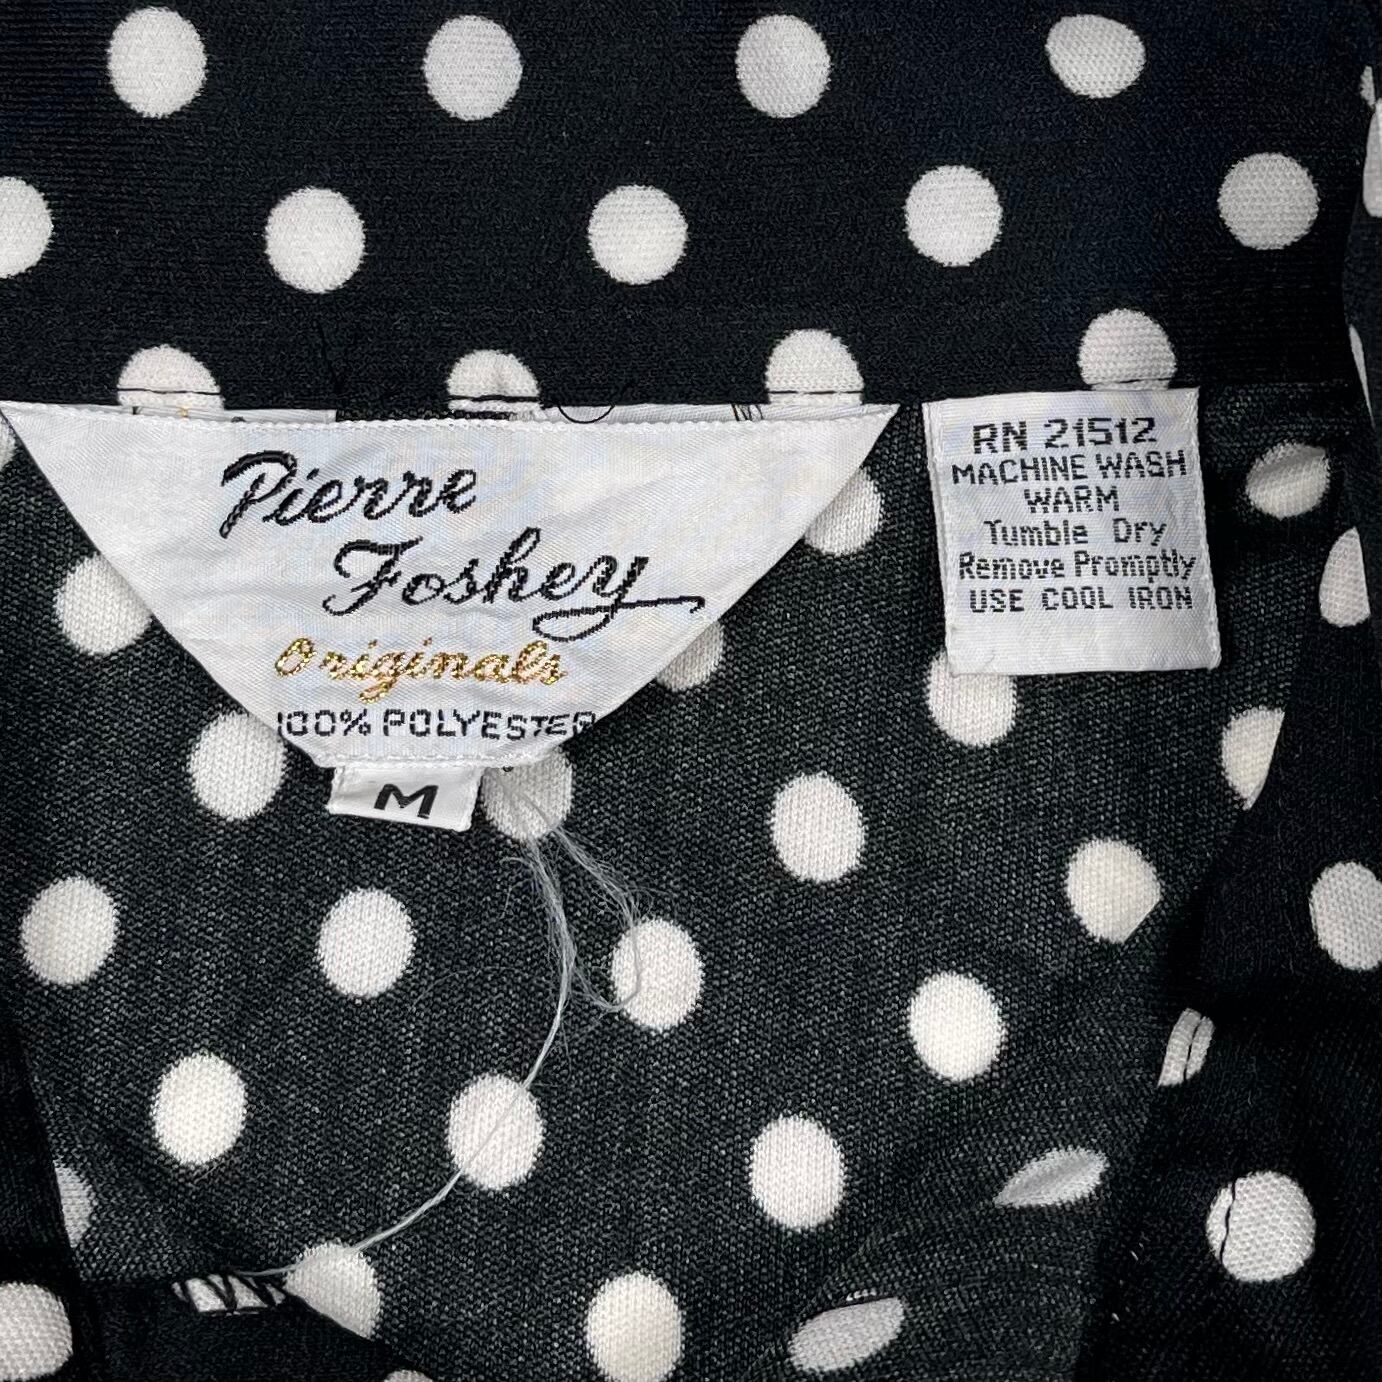 Pierre
Foshey
Originals
100% POLYESTER
M
RN 21512
MACHINE WASH
WARM
Tumble Dry
Remove Promptly
USE COOL IRON